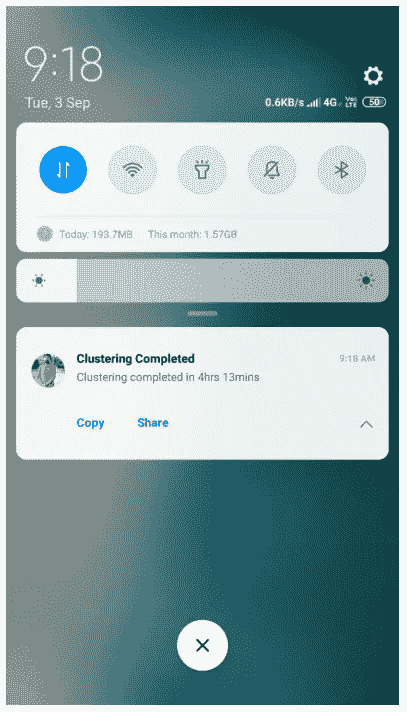 9:18
Tue, 3 Sep
0.6KB/s 4G Vo LTE 50
Today: 193.7MB This month: 1.57GB
Clustering Completed 9:18 AM
Clustering completed in 4hrs 13mins
Copy Share